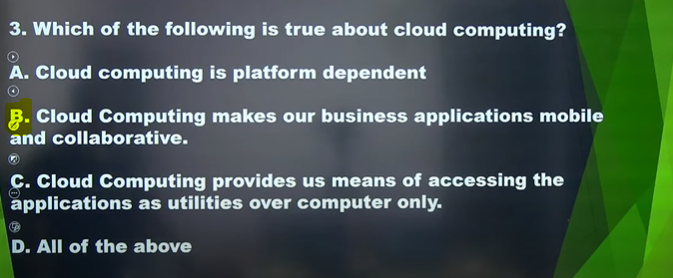 3. Which of the following is true about cloud computing?
A. Cloud computing is platform dependent
B. Cloud Computing makes our business applications mobile
and collaborative.
C. Cloud Computing provides us means of accessing the
applications as utilities over computer only.
D. All of the above